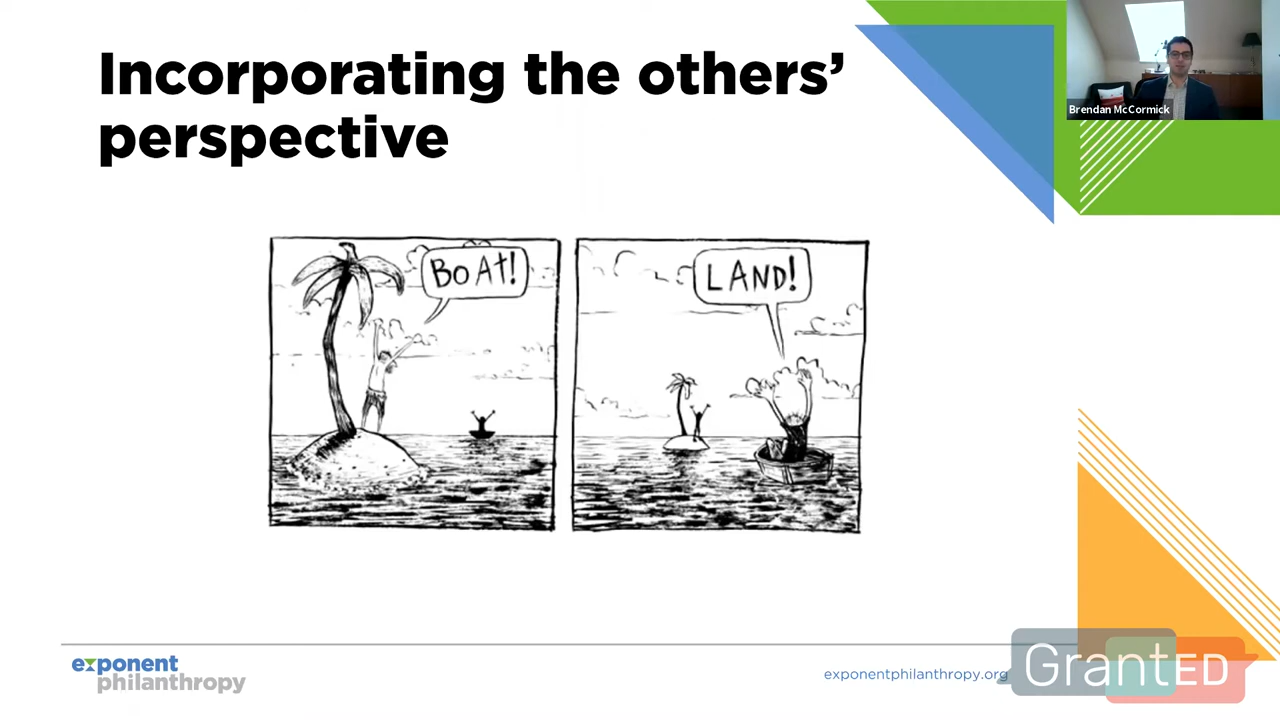 Incorporating the others’
perspective
Brendan McCormick
BOAt!
LAND!
exponent
philanthropy
exponentphilanthropy.org
GrantED